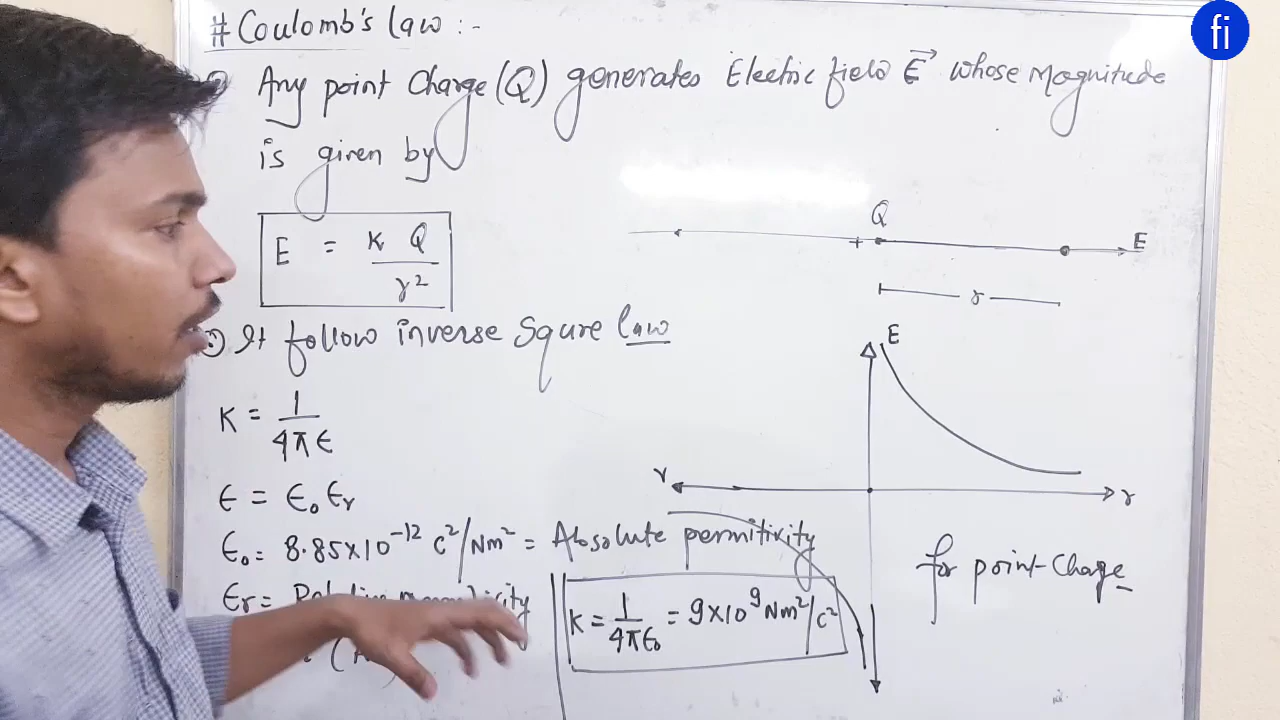 # Coulomb's law :-
Any point Charge (Q) generates Electric field E⃗ whose Magnitude
is given by
E = K Q / r²
Q
+
E
r
It follow inverse Squre law
E
r
r
K = 1 / 4πϵ
ϵ = ϵ₀ ϵr
ϵ₀ = 8.85×10⁻¹² C²/Nm² = Absolute permitivity
for point-Charge
ϵr =
K = 1 / 4πϵ₀ = 9×10⁹ Nm²/C²
fi